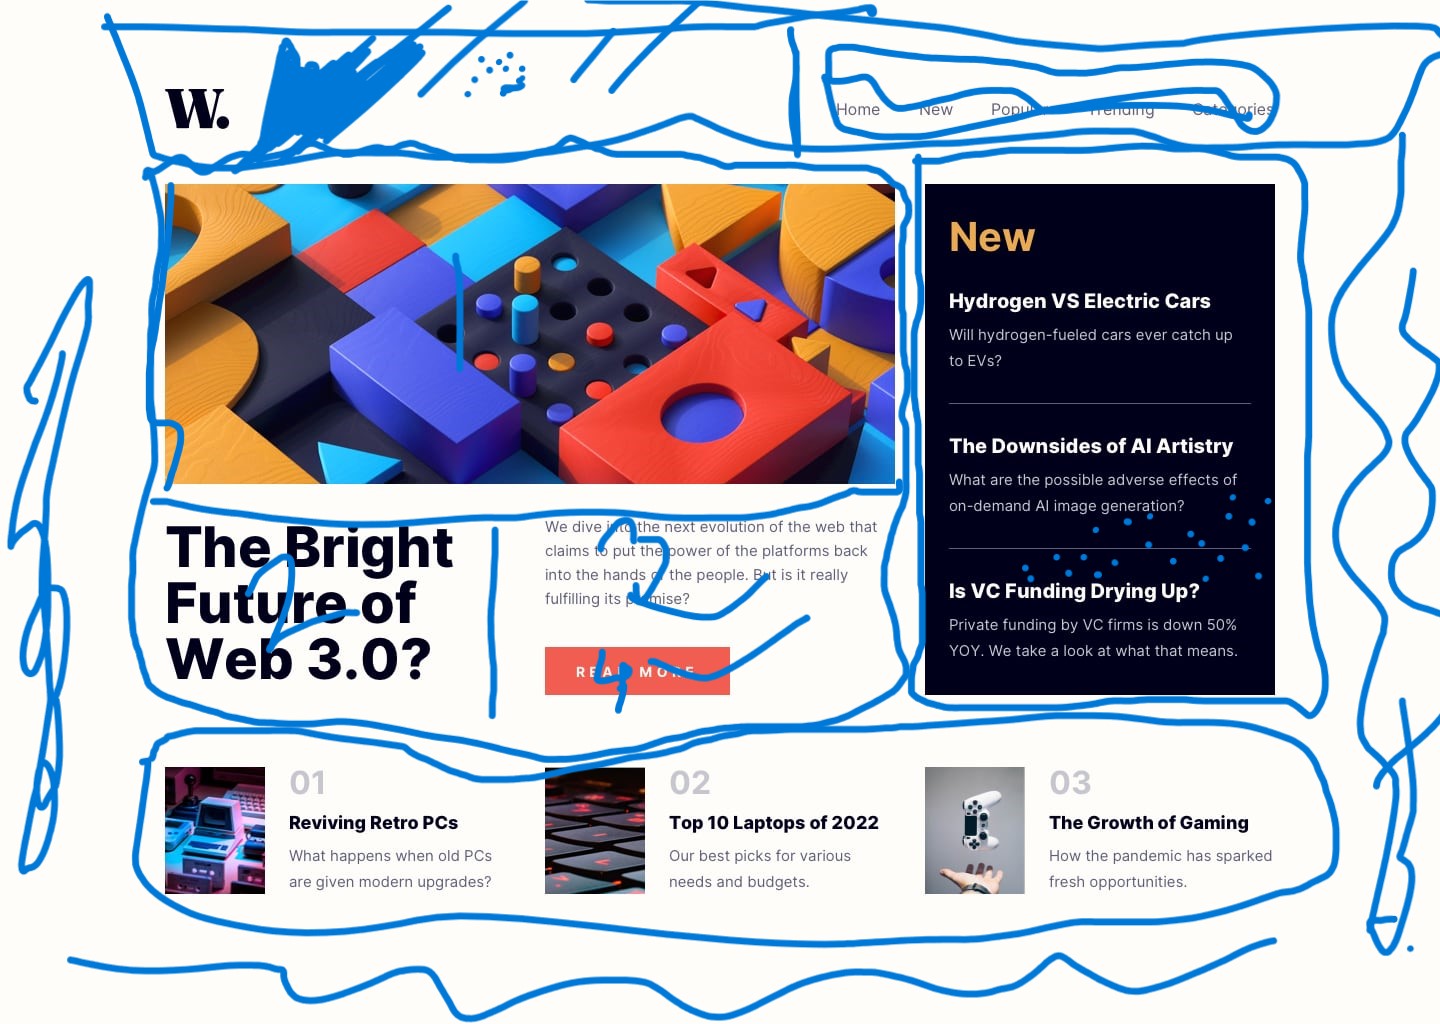 W.
Home New Popular Trending Categories
1
The Bright
Future of
Web 3.0?
2
We dive into the next evolution of the web that
claims to put the power of the platforms back
into the hands of the people. But is it really
fulfilling its promise?
3
READ MORE
4
New
Hydrogen VS Electric Cars
Will hydrogen-fueled cars ever catch up
to EVs?
The Downsides of AI Artistry
What are the possible adverse effects of
on-demand AI image generation?
Is VC Funding Drying Up?
Private funding by VC firms is down 50%
YOY. We take a look at what that means.
01
Reviving Retro PCs
What happens when old PCs
are given modern upgrades?
02
Top 10 Laptops of 2022
Our best picks for various
needs and budgets.
03
The Growth of Gaming
How the pandemic has sparked
fresh opportunities.